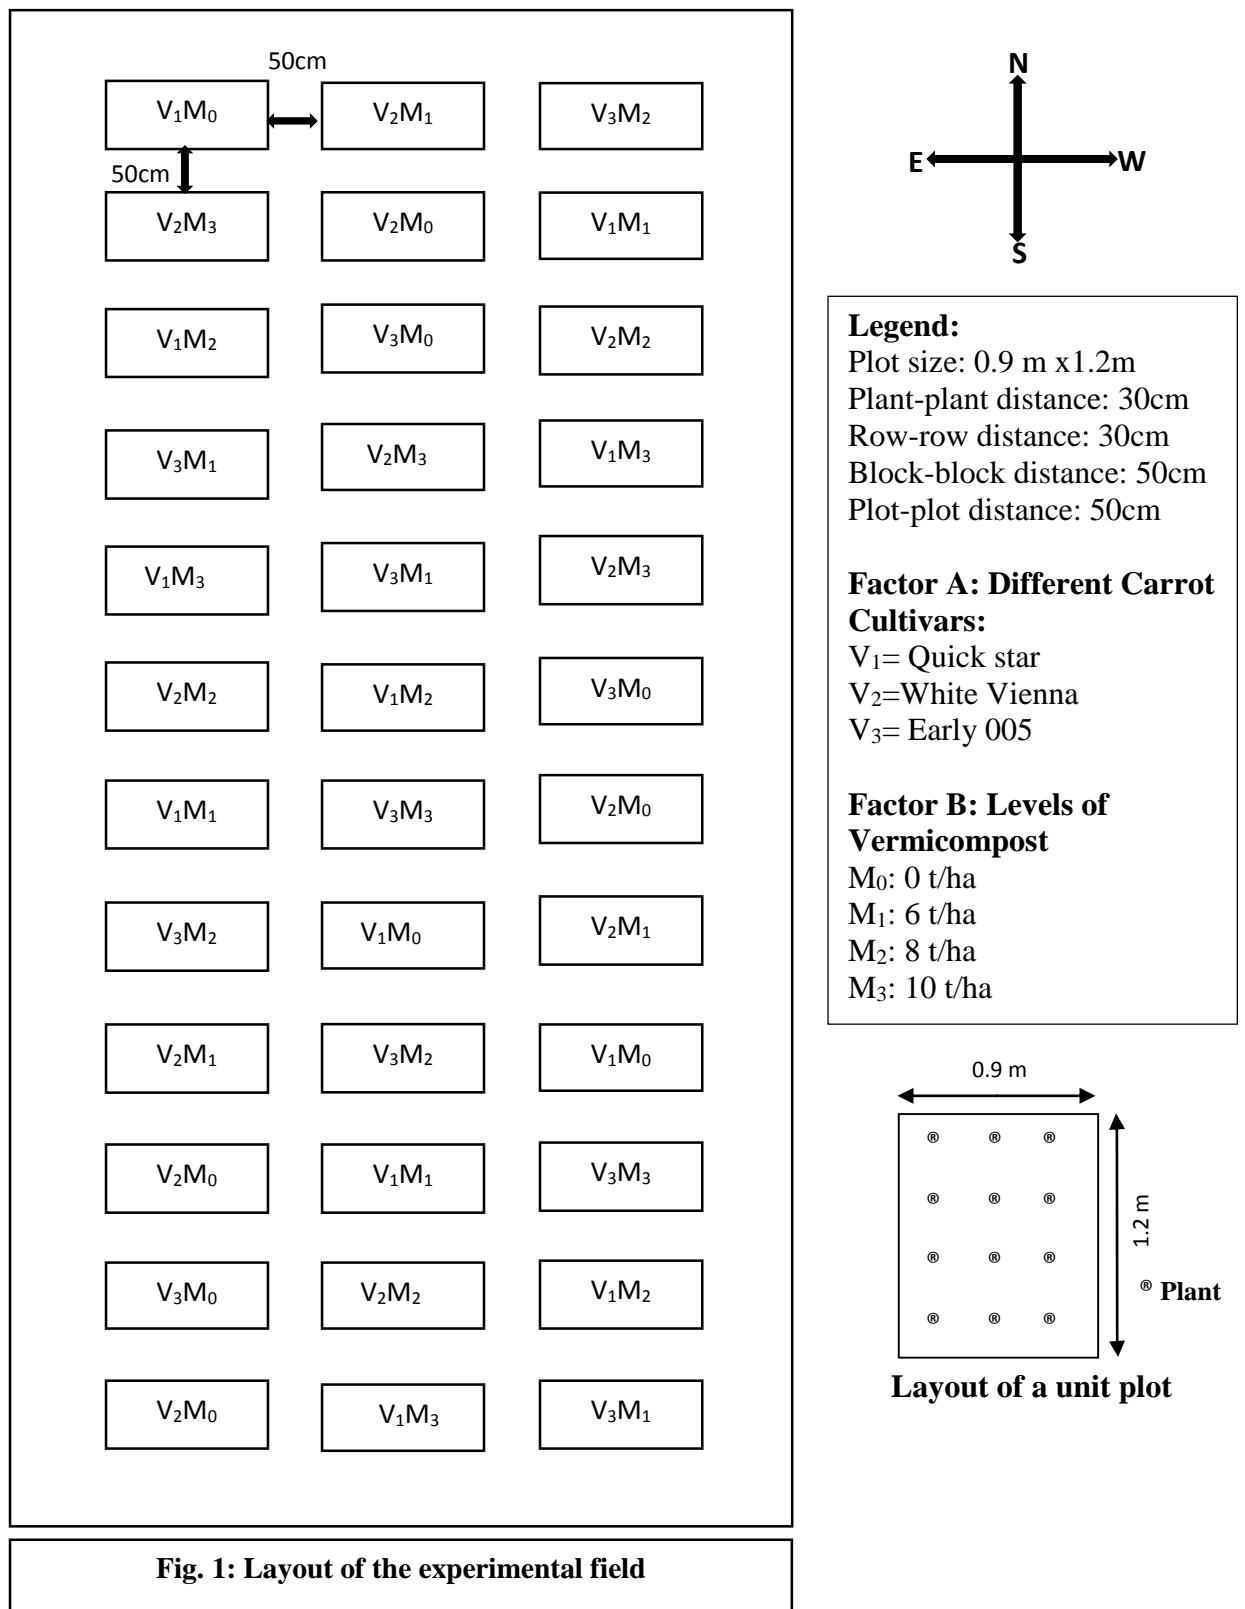 50cm
V₁M₀ V₂M₁ V₃M₂
50cm
V₂M₃ V₂M₀ V₁M₁
V₁M₂ V₃M₀ V₂M₂
V₃M₁ V₂M₃ V₁M₃
V₁M₃ V₃M₁ V₂M₃
V₂M₂ V₁M₂ V₃M₀
V₁M₁ V₃M₃ V₂M₀
V₃M₂ V₁M₀ V₂M₁
V₂M₁ V₃M₂ V₁M₀
V₂M₀ V₁M₁ V₃M₃
V₃M₀ V₂M₂ V₁M₂
V₂M₀ V₁M₃ V₃M₁
Fig. 1: Layout of the experimental field
N
E W
S
Legend:
Plot size: 0.9 m x1.2m
Plant-plant distance: 30cm
Row-row distance: 30cm
Block-block distance: 50cm
Plot-plot distance: 50cm
Factor A: Different Carrot
Cultivars:
V₁= Quick star
V₂=White Vienna
V₃= Early 005
Factor B: Levels of
Vermicompost
M₀: 0 t/ha
M₁: 6 t/ha
M₂: 8 t/ha
M₃: 10 t/ha
0.9 m
® ® ®
® ® ®
® ® ®
® ® ®
1.2 m
® Plant
Layout of a unit plot